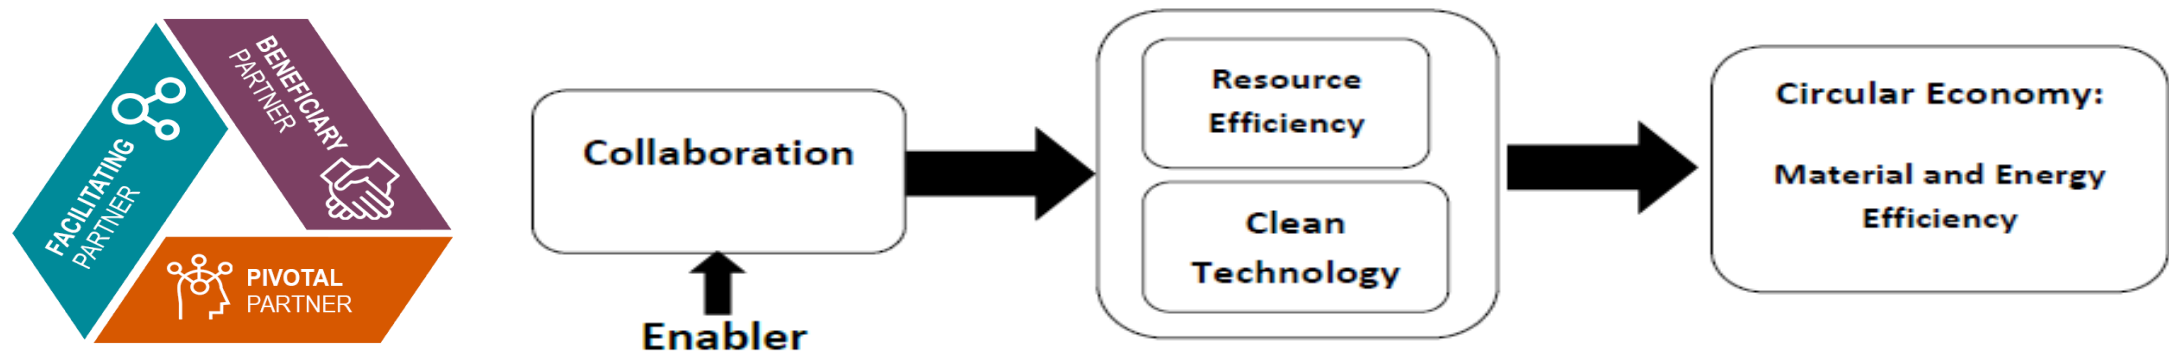 BENEFICIARY
PARTNER
FACILITATING
PARTNER
PIVOTAL
PARTNER
Collaboration
Enabler
Resource
Efficiency
Clean
Technology
Circular Economy:
Material and Energy
Efficiency